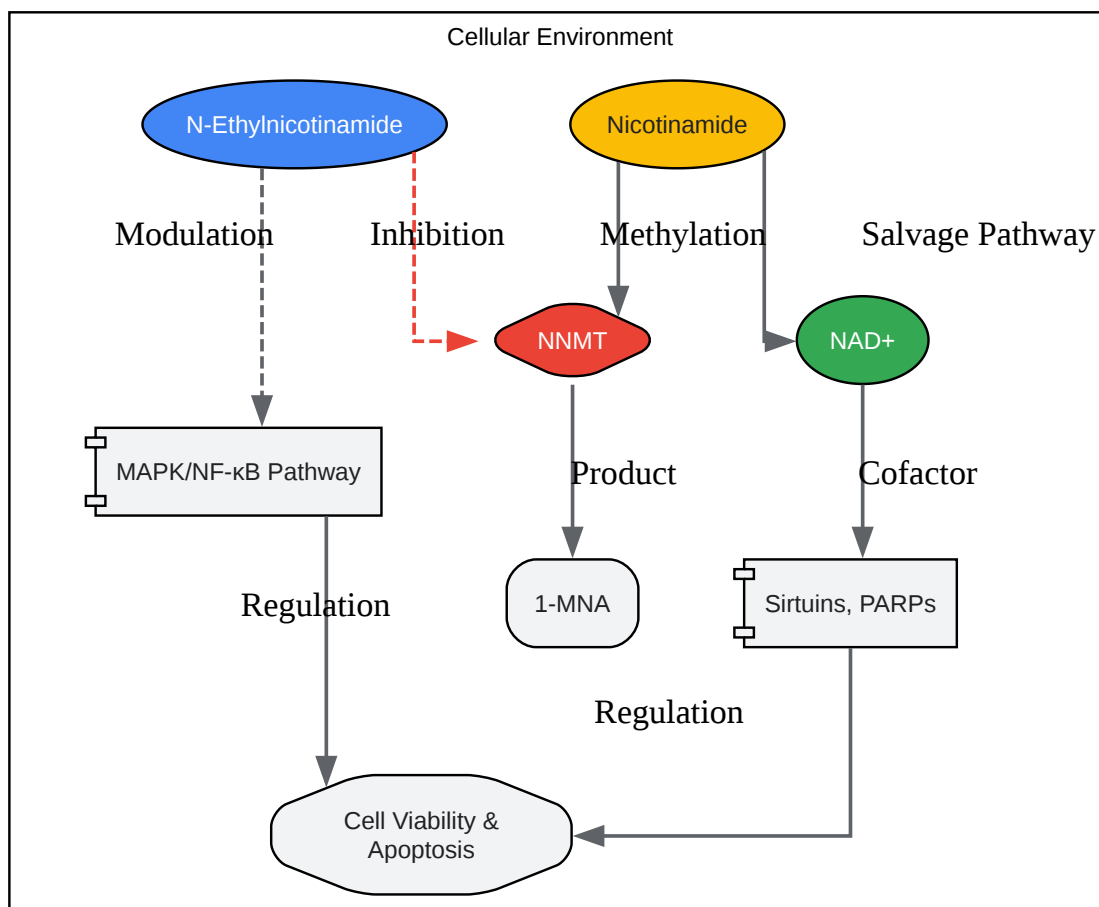 Cellular Environment
N-Ethylnicotinamide
Nicotinamide
Modulation
Inhibition
Methylation
Salvage Pathway
NNMT
NAD+
MAPK/NF-κB Pathway
Product
Cofactor
Regulation
1-MNA
Sirtuins, PARPs
Regulation
Cell Viability &
Apoptosis